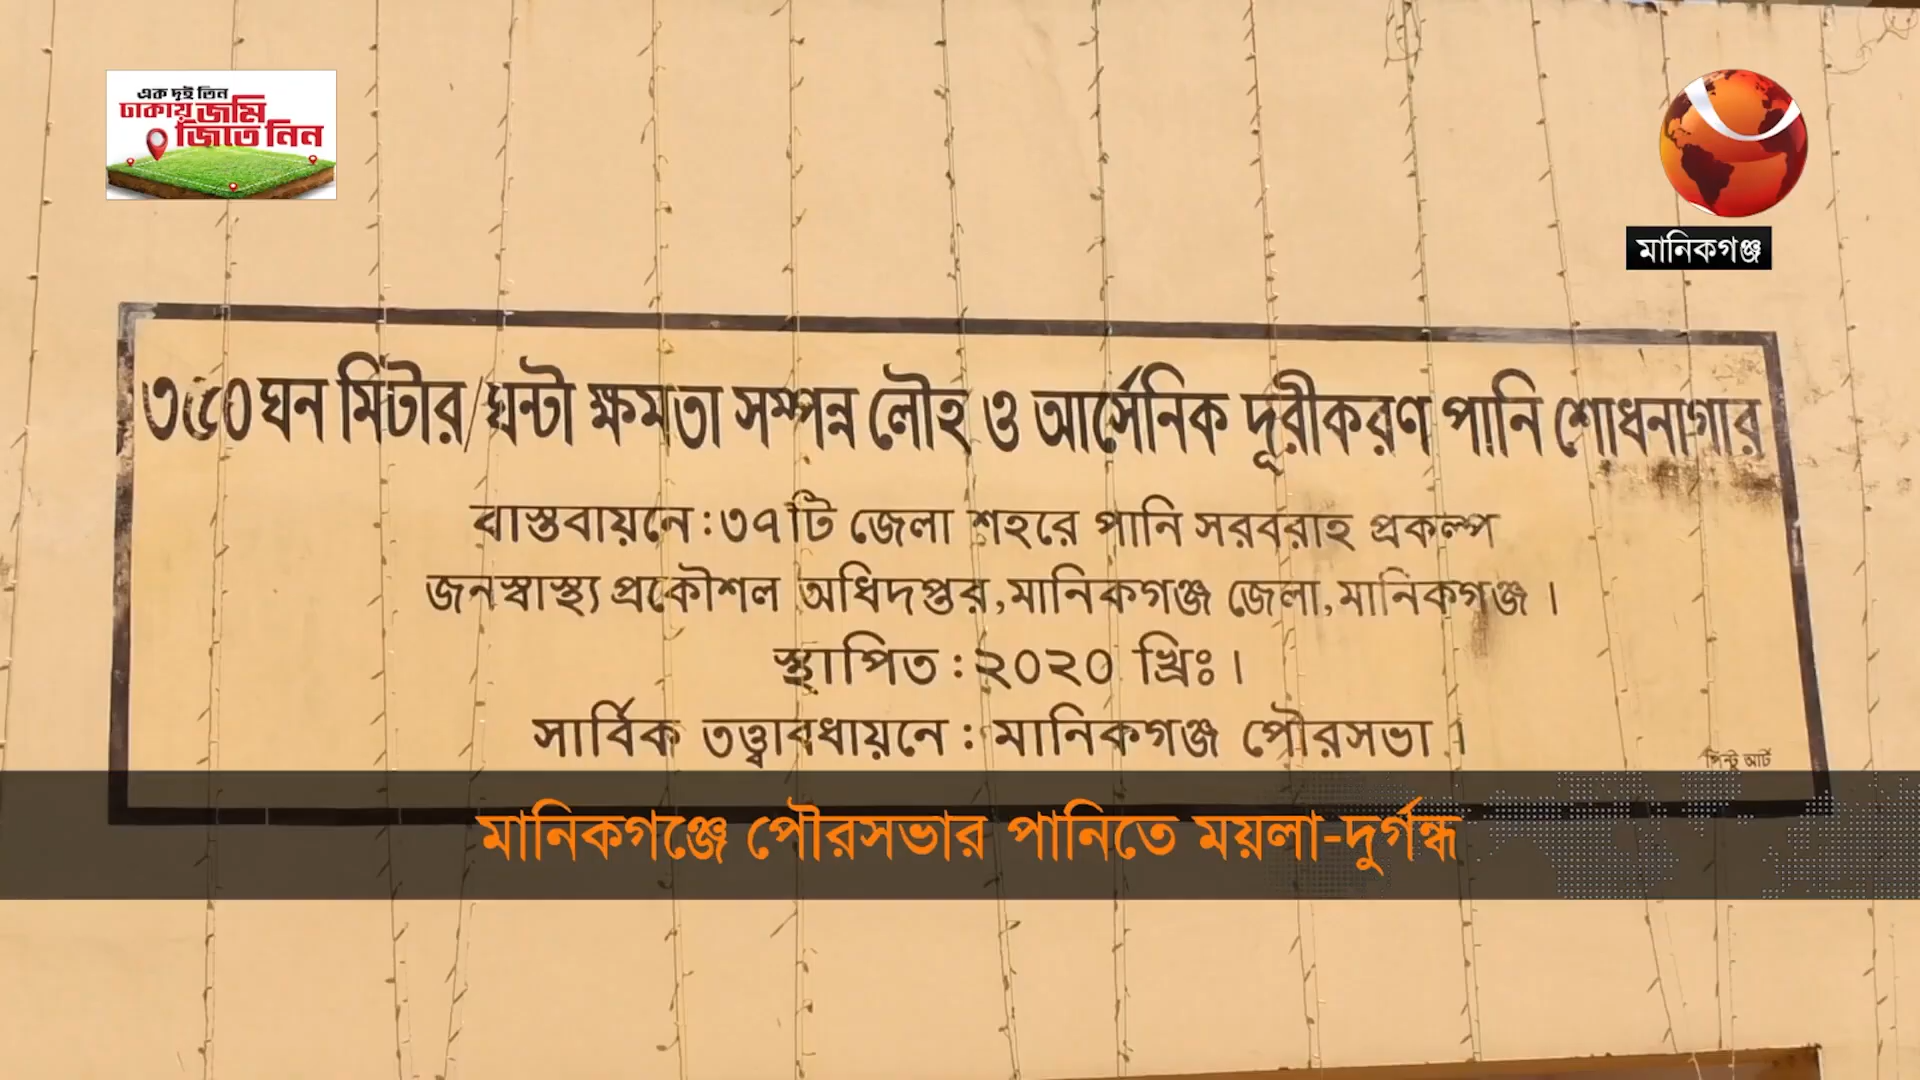 এক দুই তিন
ঢাকায় জমি
জিতে নিন
মানিকগঞ্জ
৩৫০ ঘন মিটার/ঘন্টা ক্ষমতা সম্পন্ন লৌহ ও আর্সেনিক দূরীকরণ পানি শোধনাগার
বাস্তবায়নে:৩৭টি জেলা শহরে পানি সরবরাহ প্রকল্প
জনস্বাস্থ্য প্রকৌশল অধিদপ্তর,মানিকগঞ্জ জেলা,মানিকগঞ্জ।
স্থাপিত:২০২০ খ্রিঃ।
সার্বিক তত্ত্বাবধায়নে: মানিকগঞ্জ পৌরসভা।
পিন্টু আর্ট
মানিকগঞ্জে পৌরসভার পানিতে ময়লা-দুর্গন্ধ